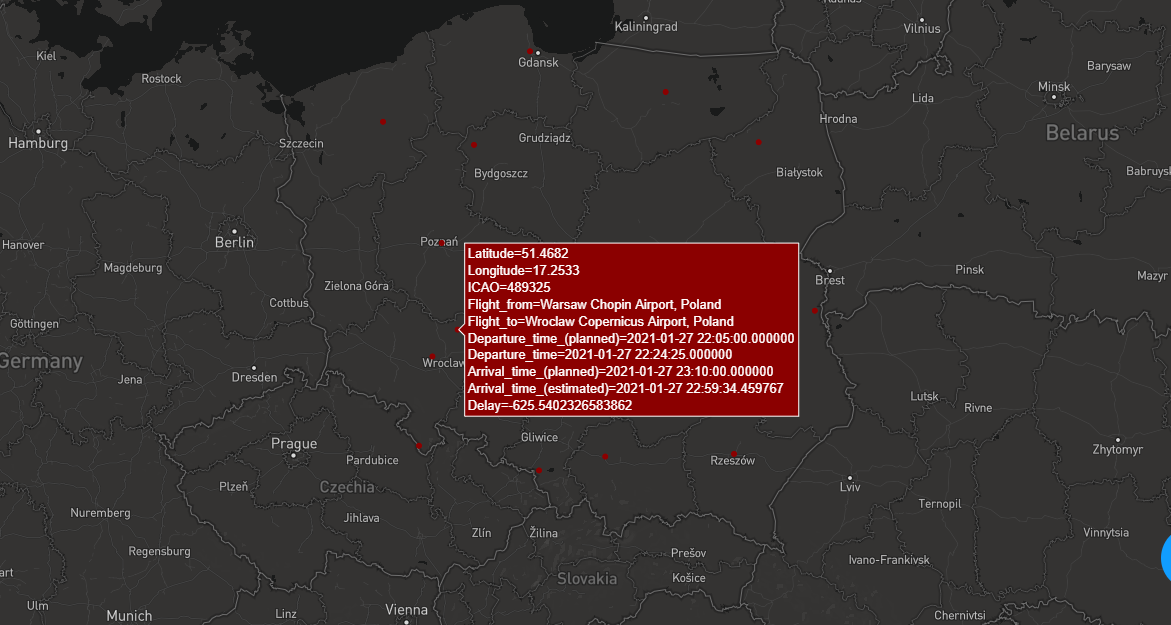 Kaliningrad
Vilnius
Kiel
Gdansk
Rostock
Barysaw
Minsk
Lida
Hrodna
Hamburg
Szczecin
Grudziądz
Belarus
Bydgoszcz
Białystok
Babruysk
Hanover
Berlin
Poznań
Magdeburg
Pinsk
Mazyr
Brest
Zielona Góra
Cottbus
Göttingen
Latitude=51.4682
Longitude=17.2533
ICAO=489325
Flight_from=Warsaw Chopin Airport, Poland
Flight_to=Wroclaw Copernicus Airport, Poland
Departure_time_(planned)=2021-01-27 22:05:00.000000
Departure_time=2021-01-27 22:24:25.000000
Arrival_time_(planned)=2021-01-27 23:10:00.000000
Arrival_time_(estimated)=2021-01-27 22:59:34.459767
Delay=-625.5402326583862
Germany
Wroclaw
Jena
Dresden
Lutsk
Rivne
Prague
Gliwice
Zhytomyr
Pardubice
Rzeszów
Plzeň
Czechia
Lviv
Ternopil
Nuremberg
Jihlava
Zlín
Žilina
Vinnytsia
Regensburg
Prešov
Ivano-Frankivsk
art
Slovakia
Košice
Ulm
Munich
Linz
Vienna
Chernivtsi